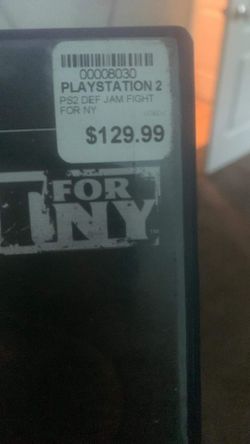 00008030
PLAYSTATION 2
PS2 DEF JAM FIGHT
FOR NY
$129.99
FOR
NY